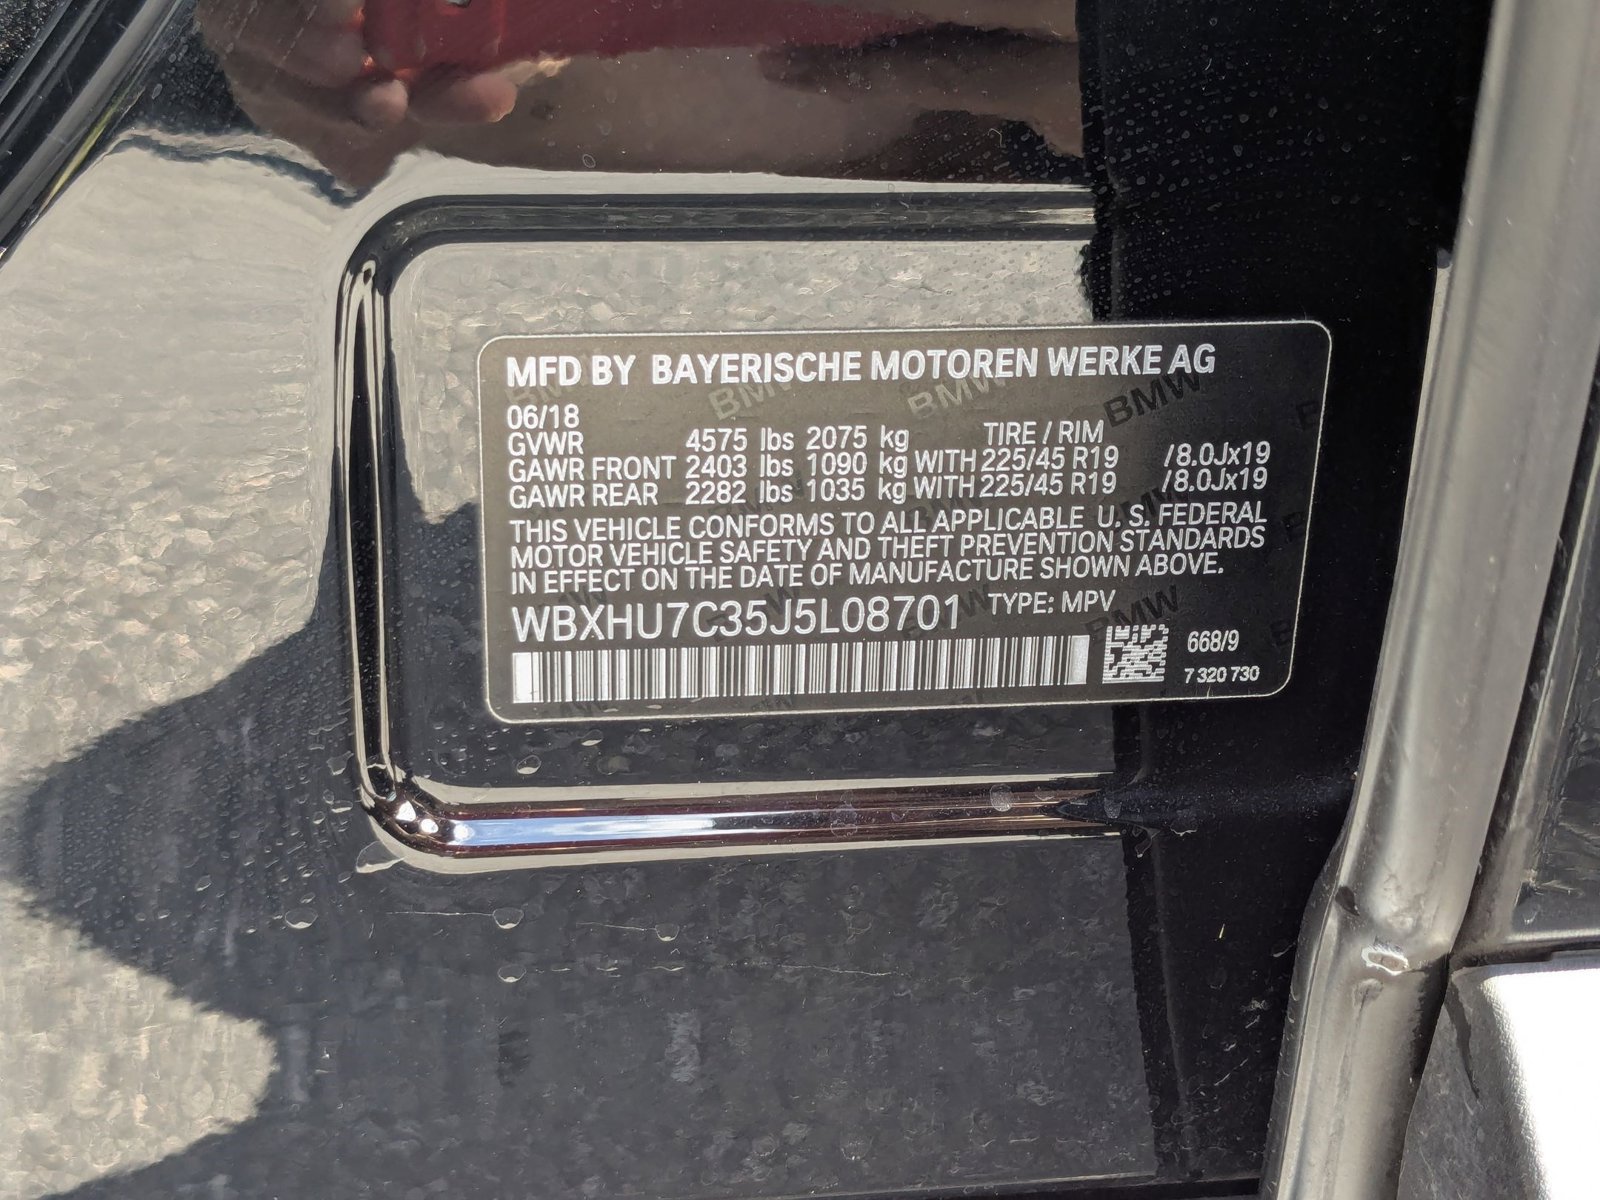 MFD BY BAYERISCHE MOTOREN WERKE AG
06/18
GVWR 4575 lbs 2075 kg TIRE / RIM
GAWR FRONT 2403 lbs 1090 kg WITH 225/45 R19 /8.0Jx19
GAWR REAR 2282 lbs 1035 kg WITH 225/45 R19 /8.0Jx19
THIS VEHICLE CONFORMS TO ALL APPLICABLE U. S. FEDERAL
MOTOR VEHICLE SAFETY AND THEFT PREVENTION STANDARDS
IN EFFECT ON THE DATE OF MANUFACTURE SHOWN ABOVE.
WBXHU7C35J5L08701 TYPE: MPV
668/9
7 320 730